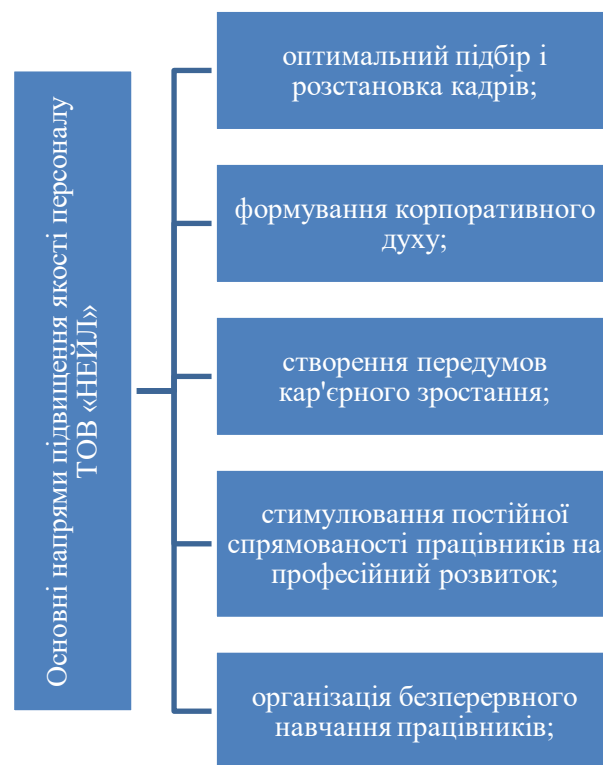 Основні напрями підвищення якості персоналу
ТОВ «НЕЙЛ»
оптимальний підбір і
розстановка кадрів;
формування корпоративного
духу;
створення передумов
кар'єрного зростання;
стимулювання постійної
спрямованості працівників на
професійний розвиток;
організація безперервного
навчання працівників;